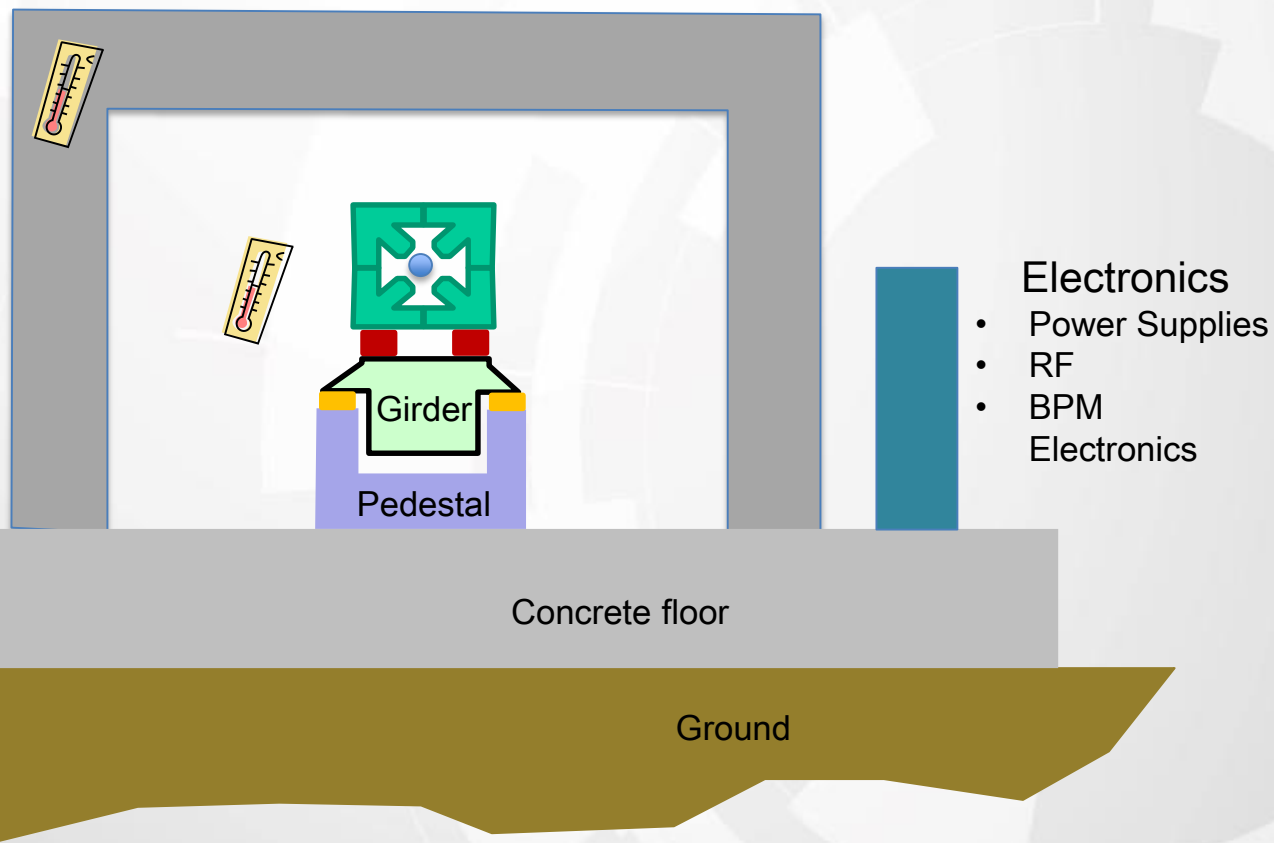 Electronics
• Power Supplies
• RF
• BPM
Electronics
Girder
Pedestal
Concrete floor
Ground